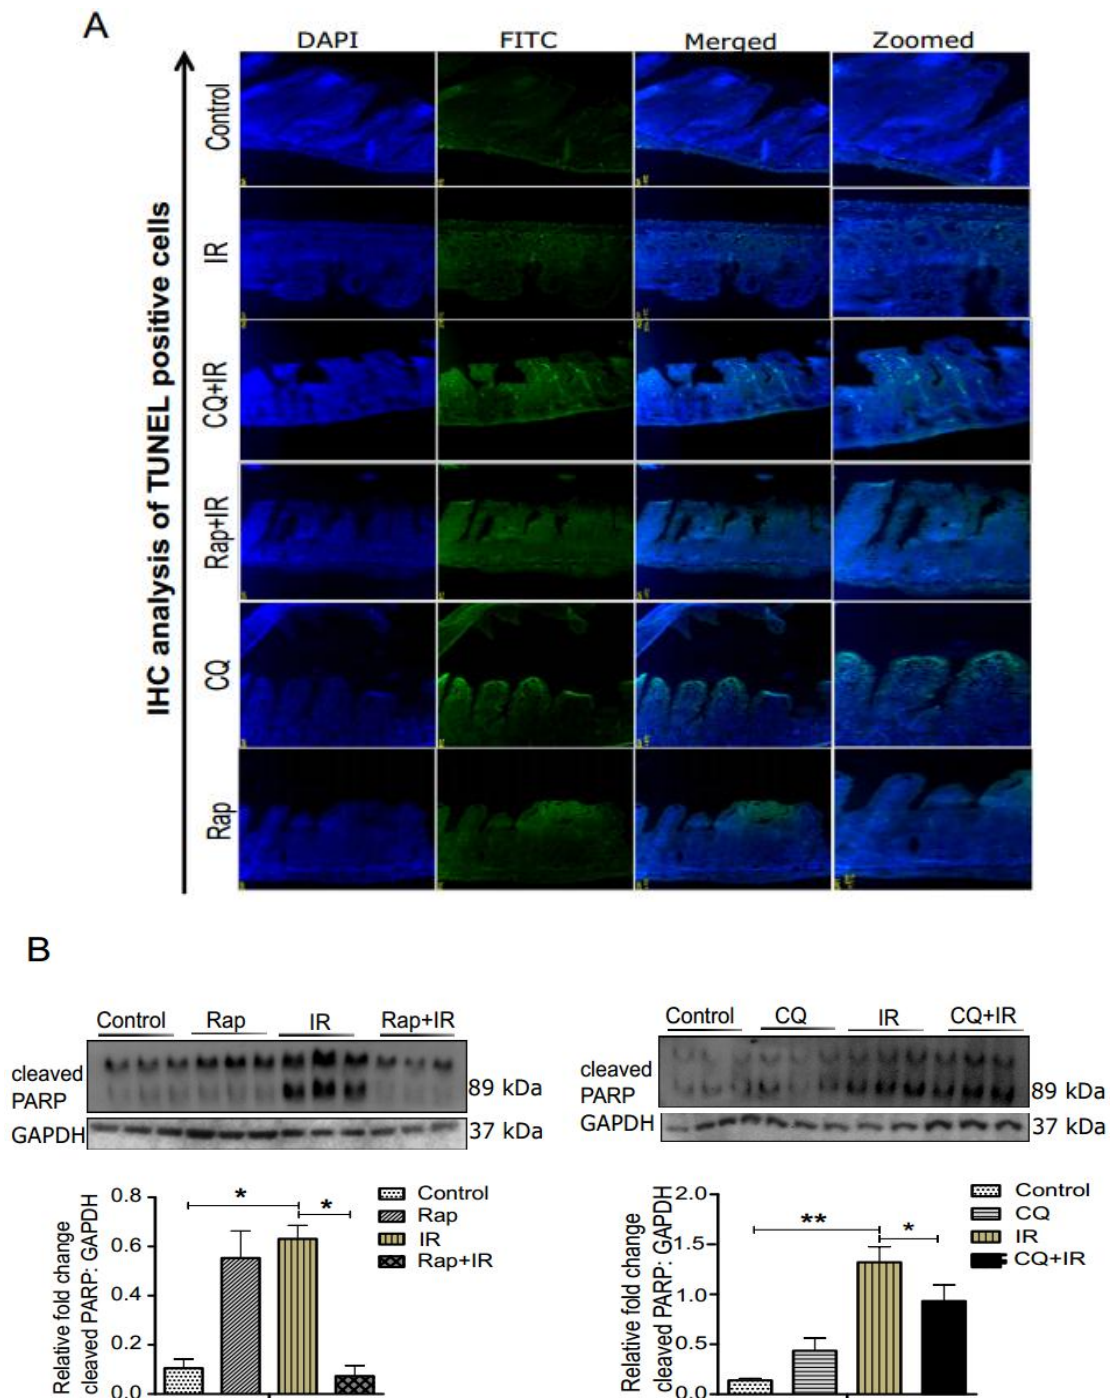 A
DAPI FITC Merged Zoomed
IHC analysis of TUNEL positive cells
Control
IR
CQ+IR
Rap+IR
CQ
Rap
B
Control Rap IR Rap+IR
cleaved
PARP
89 kDa
GAPDH
37 kDa
Control CQ IR CQ+IR
cleaved
PARP
89 kDa
GAPDH
37 kDa
Relative fold change
cleaved PARP: GAPDH
0.8
0.6
0.4
0.2
0.0
* *
Control
Rap
IR
Rap+IR
Relative fold change
cleaved PARP: GAPDH
2.0
1.5
1.0
0.5
0.0
** *
Control
CQ
IR
CQ+IR